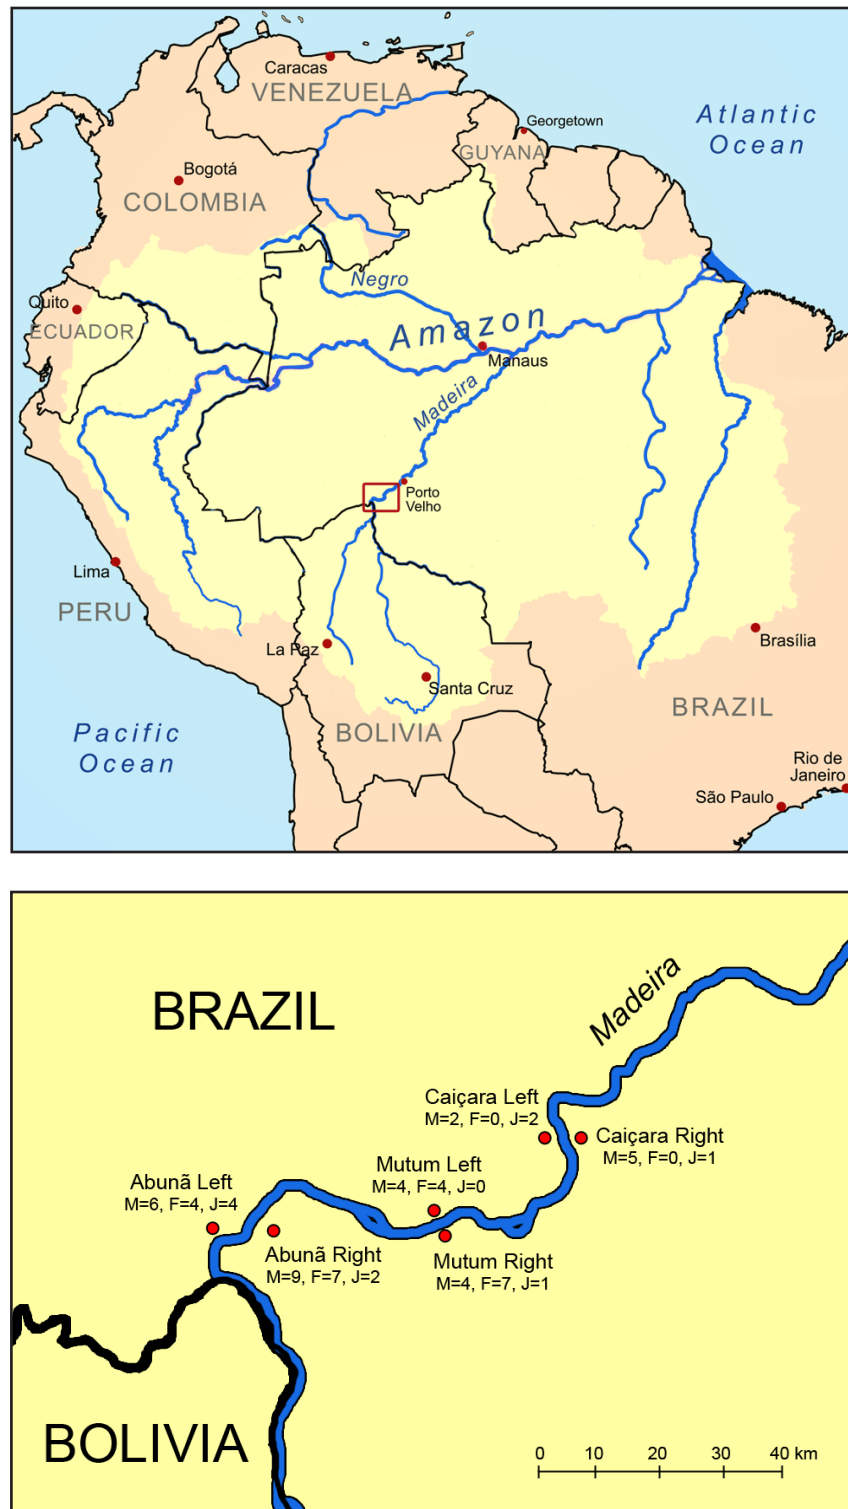 Caracas
VENEZUELA
Georgetown
Atlantic
Ocean
GUYANA
Bogotá
COLOMBIA
Negro
Quito
ECUADOR
Amazon
Manaus
Madeira
Porto
Velho
Lima
PERU
La Paz
Brasília
Santa Cruz
BOLIVIA
BRAZIL
Pacific
Ocean
Rio de
Janeiro
São Paulo
BRAZIL
Madeira
Caiçara Left
M=2, F=0, J=2
Caiçara Right
M=5, F=0, J=1
Mutum Left
M=4, F=4, J=0
Abunã Left
M=6, F=4, J=4
Abunã Right
M=9, F=7, J=2
Mutum Right
M=4, F=7, J=1
BOLIVIA
0 10 20 30 40 km